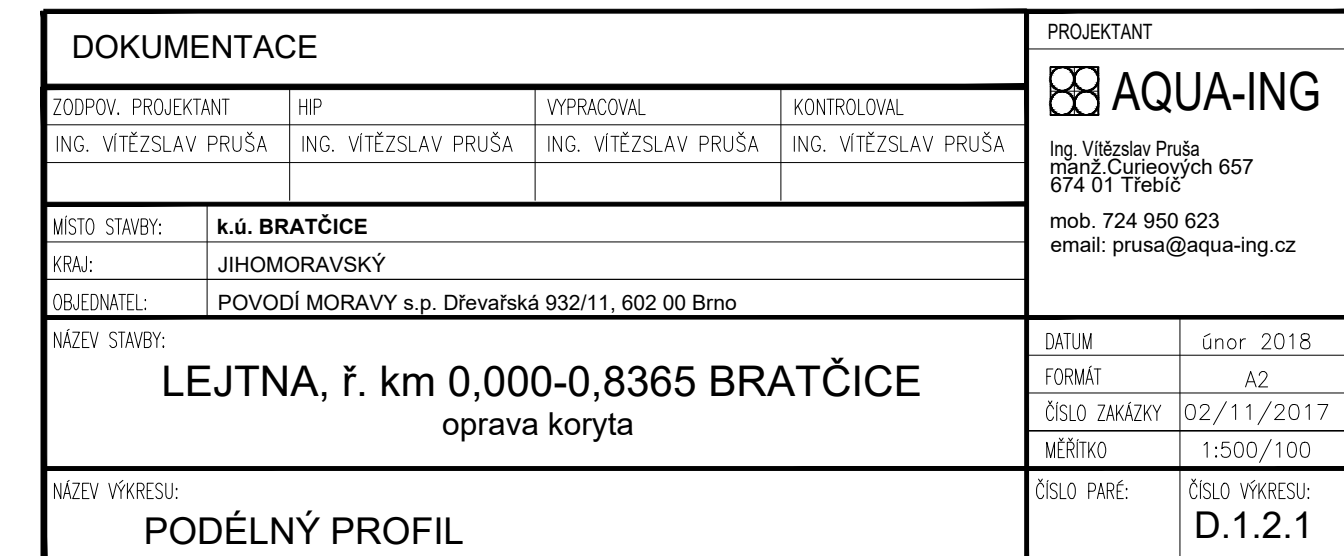 DOKUMENTACE
ZODPOV. PROJEKTANT HIP VYPRACOVAL KONTROLOVAL
ING. VÍTĚZSLAV PRUŠA ING. VÍTĚZSLAV PRUŠA ING. VÍTĚZSLAV PRUŠA ING. VÍTĚZSLAV PRUŠA
MÍSTO STAVBY: k.ú. BRATČICE
KRAJ: JIHOMORAVSKÝ
OBJEDNATEL: POVODÍ MORAVY s.p. Dřevařská 932/11, 602 00 Brno
NÁZEV STAVBY:
LEJTNA, ř. km 0,000-0,8365 BRATČICE
oprava koryta
NÁZEV VÝKRESU:
PODÉLNÝ PROFIL
PROJEKTANT
AQUA-ING
Ing. Vítězslav Pruša
manž.Curieových 657
674 01 Třebíč
mob. 724 950 623
email: prusa@aqua-ing.cz
DATUM únor 2018
FORMÁT A2
ČÍSLO ZAKÁZKY 02/11/2017
MĚŘÍTKO 1:500/100
ČÍSLO PARÉ: ČÍSLO VÝKRESU:
D.1.2.1